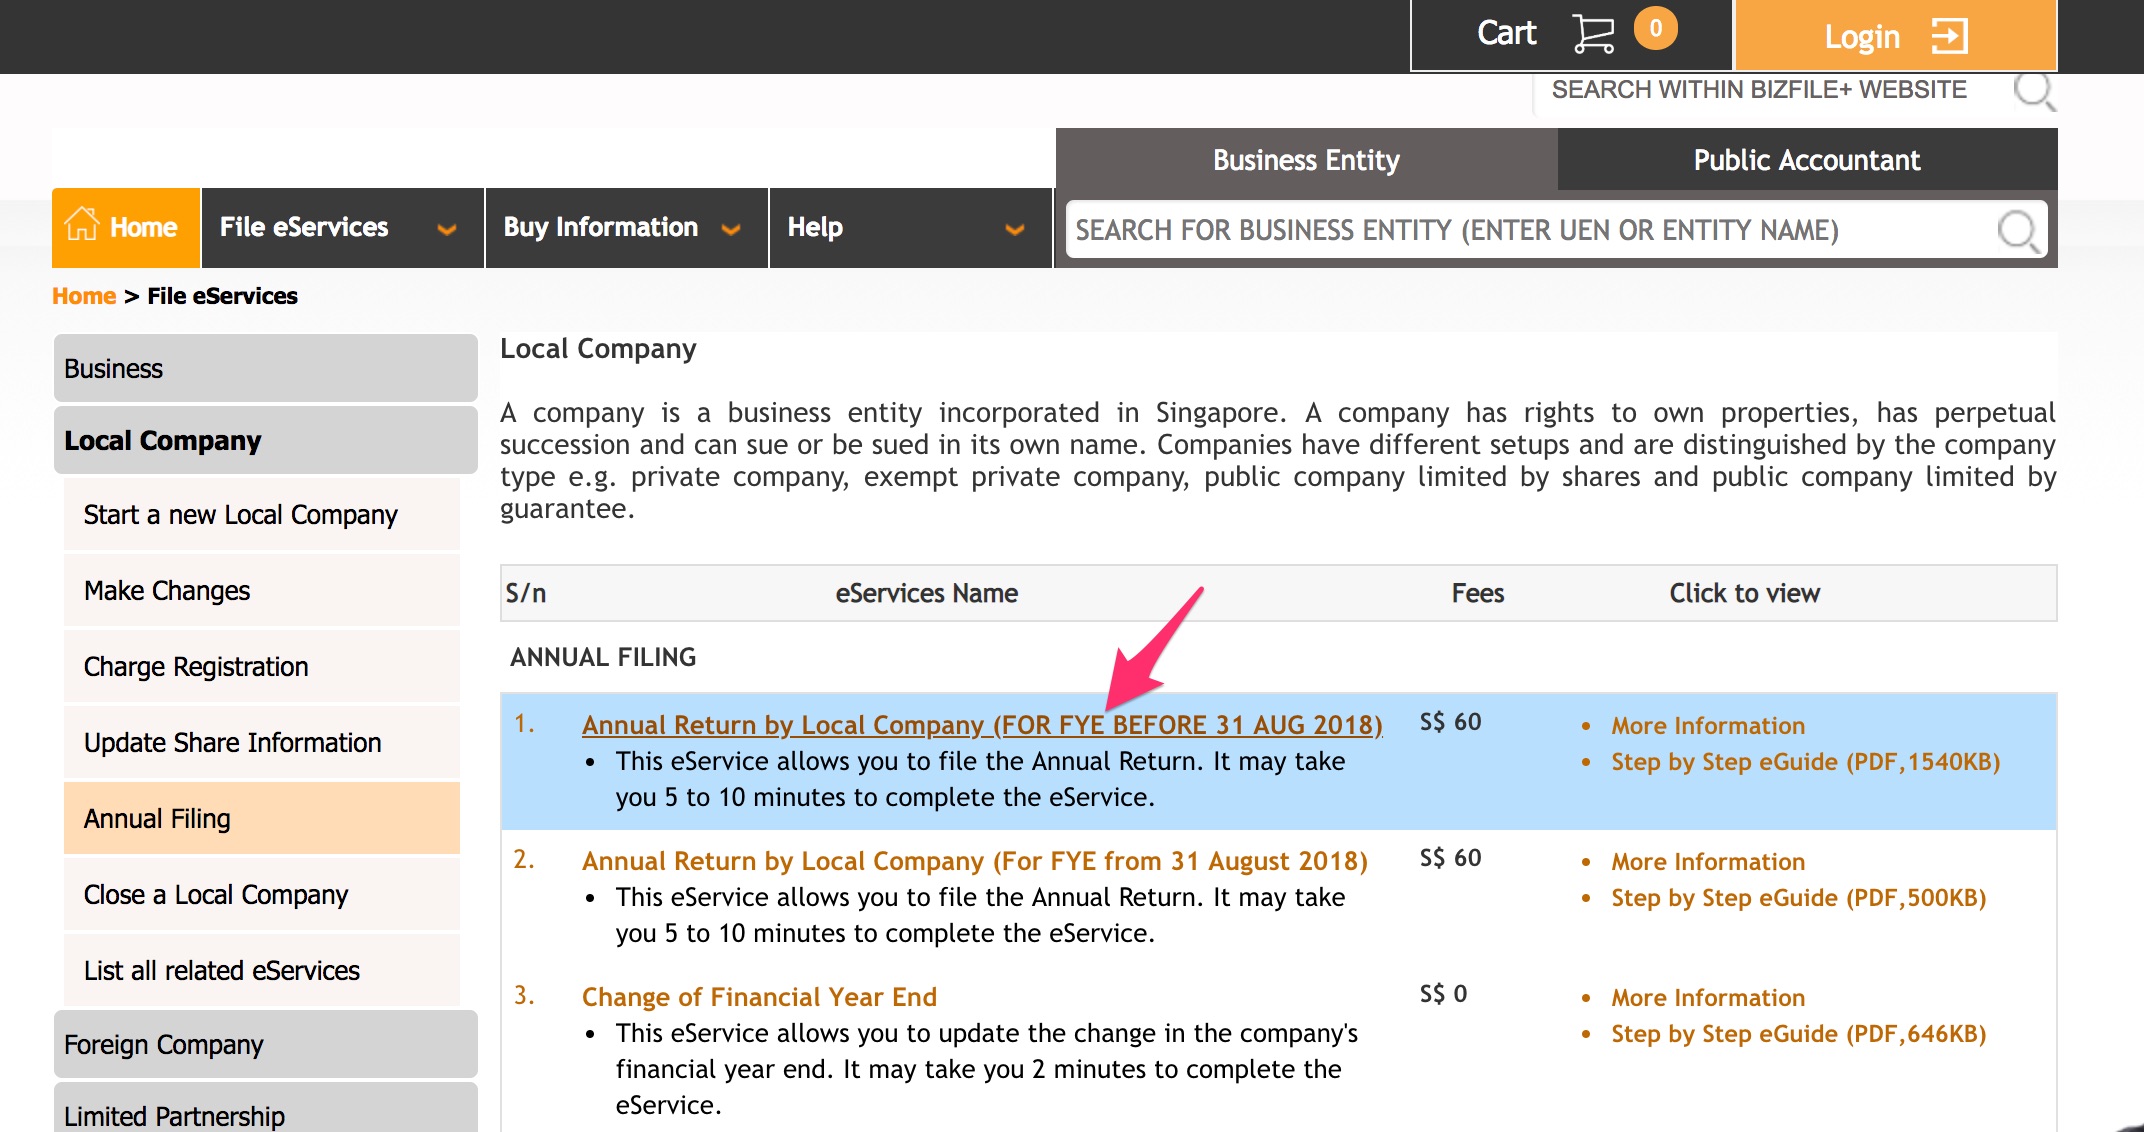 Cart 0 Login
SEARCH WITHIN BIZFILE+ WEBSITE
Business Entity Public Accountant
Home File eServices Buy Information Help
SEARCH FOR BUSINESS ENTITY (ENTER UEN OR ENTITY NAME)
Home > File eServices
Business
Local Company
Start a new Local Company
Make Changes
Charge Registration
Update Share Information
Annual Filing
Close a Local Company
List all related eServices
Foreign Company
Limited Partnership
Local Company
A company is a business entity incorporated in Singapore. A company has rights to own properties, has perpetual
succession and can sue or be sued in its own name. Companies have different setups and are distinguished by the company
type e.g. private company, exempt private company, public company limited by shares and public company limited by
guarantee.
S/n eServices Name Fees Click to view
ANNUAL FILING
1. Annual Return by Local Company (FOR FYE BEFORE 31 AUG 2018) S$ 60 • More Information
• This eService allows you to file the Annual Return. It may take • Step by Step eGuide (PDF,1540KB)
you 5 to 10 minutes to complete the eService.
2. Annual Return by Local Company (For FYE from 31 August 2018) S$ 60 • More Information
• This eService allows you to file the Annual Return. It may take • Step by Step eGuide (PDF,500KB)
you 5 to 10 minutes to complete the eService.
3. Change of Financial Year End S$ 0 • More Information
• This eService allows you to update the change in the company's • Step by Step eGuide (PDF,646KB)
financial year end. It may take you 2 minutes to complete the
eService.